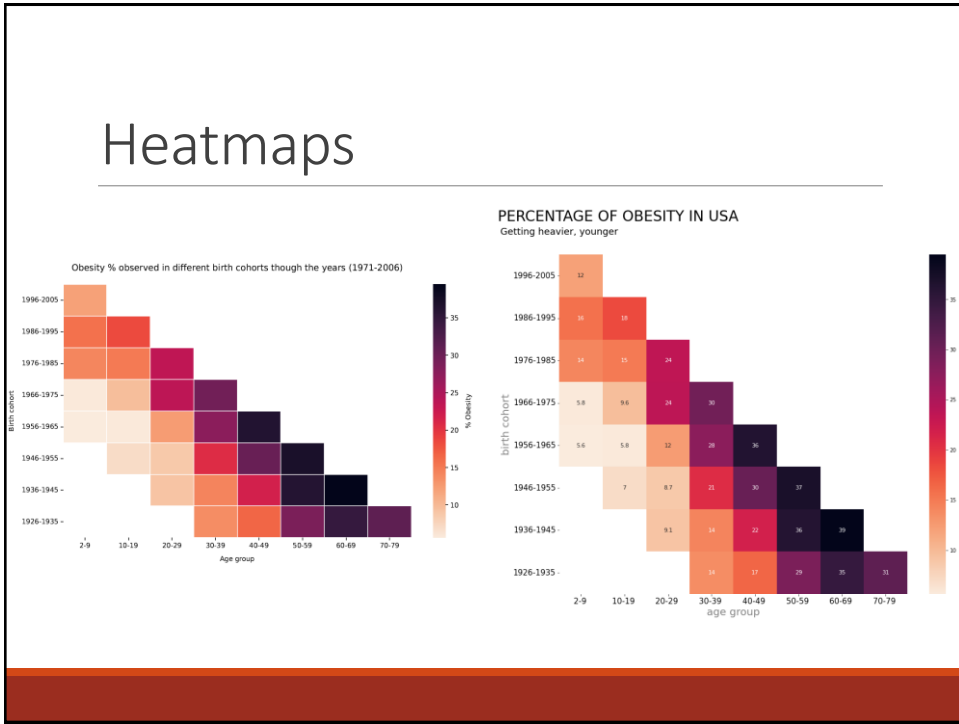 Heatmaps
Obesity % observed in different birth cohorts though the years (1971-2006)
1996-2005
1986-1995
1976-1985
1966-1975
1956-1965
1946-1955
1936-1945
1926-1935
Birth cohort
2-9 10-19 20-29 30-39 40-49 50-59 60-69 70-79
Age group
35
30
25
20
15
10
% Obesity
PERCENTAGE OF OBESITY IN USA
Getting heavier, younger
1996-2005 12
1986-1995 16 18
1976-1985 14 15 24
1966-1975 5.8 9.6 24 30
1956-1965 5.6 5.8 12 28 36
1946-1955 7 8.7 21 30 37
1936-1945 9.1 14 22 36 39
1926-1935 14 17 29 35 31
birth cohort
2-9 10-19 20-29 30-39 40-49 50-59 60-69 70-79
age group
35
30
25
20
15
10